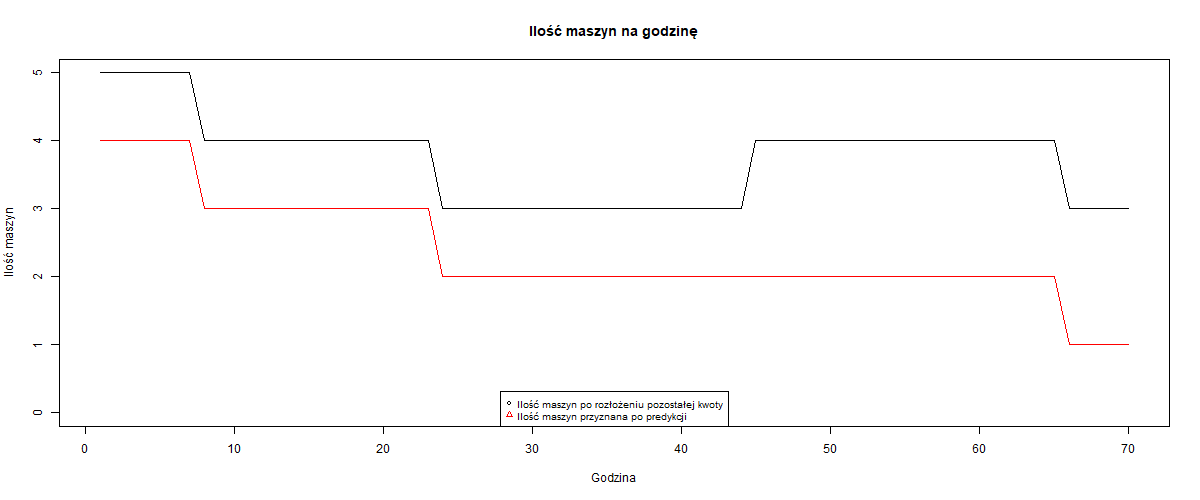 Ilość maszyn na godzinę
Ilość maszyn
5
4
3
2
1
0
Ilość maszyn po rozłożeniu pozostałej kwoty
Ilość maszyn przyznana po predykcji
0 10 20 30 40 50 60 70
Godzina